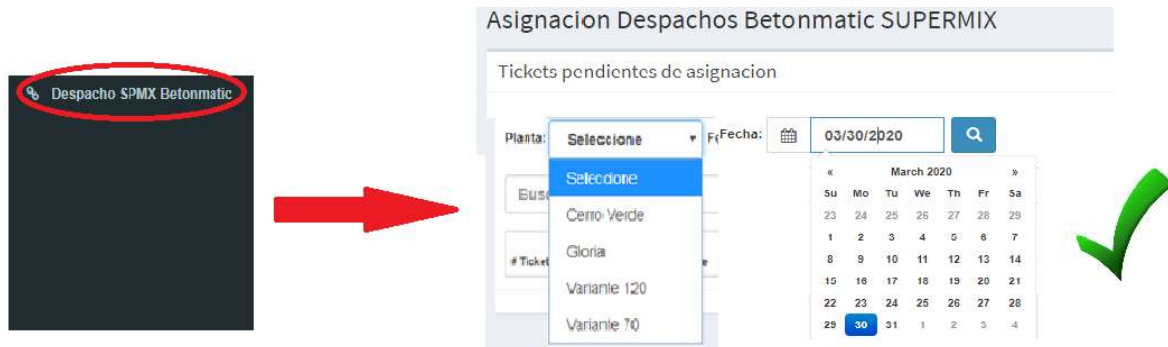 Asignacion Despachos Betonmatic SUPERMIX
Tickets pendientes de asignacion
Despacho SPMX Betonmatic
Planta: Seleccione Fecha: 03/30/2020
Seleccione
Cerro Verde
Gloria
Variante 120
Variante 70
Busc
# Ticket
« March 2020 »
Su Mo Tu We Th Fr Sa
23 24 25 26 27 28 29
1 2 3 4 5 6 7
8 9 10 11 12 13 14
15 16 17 18 19 20 21
22 23 24 25 26 27 28
29 30 31 1 2 3 4